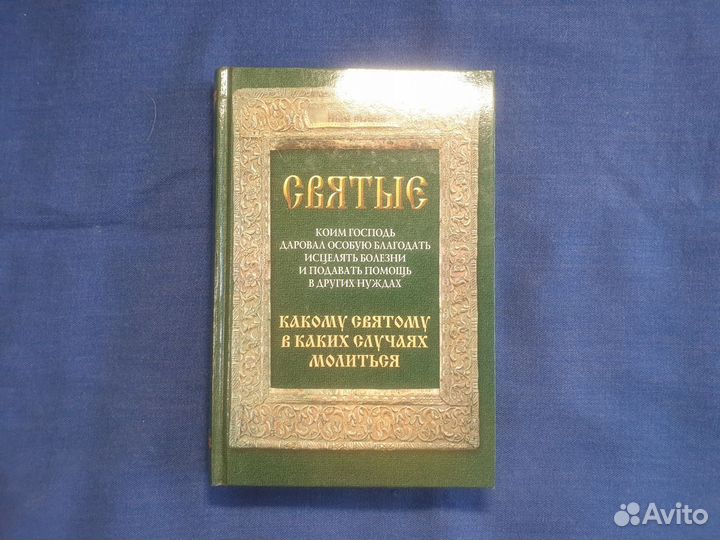 СВЯТЫЕ
КОИМ ГОСПОДЬ
ДАРОВАЛ ОСОБУЮ БЛАГОДАТЬ
ИСЦЕЛЯТЬ БОЛЕЗНИ
И ПОДАВАТЬ ПОМОЩЬ
В ДРУГИХ НУЖДАХ
КАКОМУ СВЯТОМУ
В КАКИХ СЛУЧАЯХ
МОЛИТЬСЯ
Avito